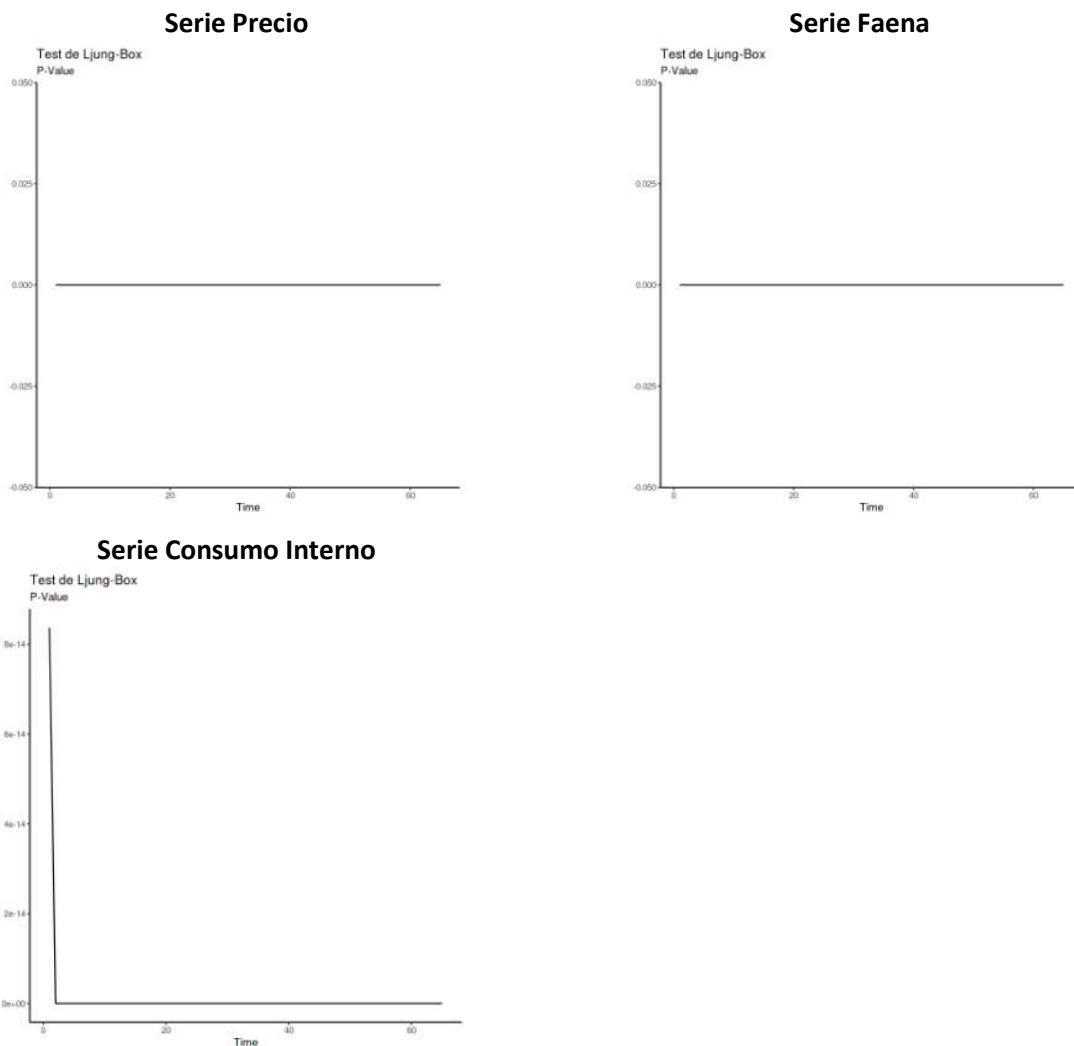 Serie Precio
Test de Ljung-Box
P-Value
0.050
0.025
0.000
-0.025
-0.050
0 20 40 60
Time
Serie Faena
Test de Ljung-Box
P-Value
0.050
0.025
0.000
-0.025
-0.050
0 20 40 60
Time
Serie Consumo Interno
Test de Ljung-Box
P-Value
8e-14
6e-14
4e-14
2e-14
0e+00
0 20 40 60
Time